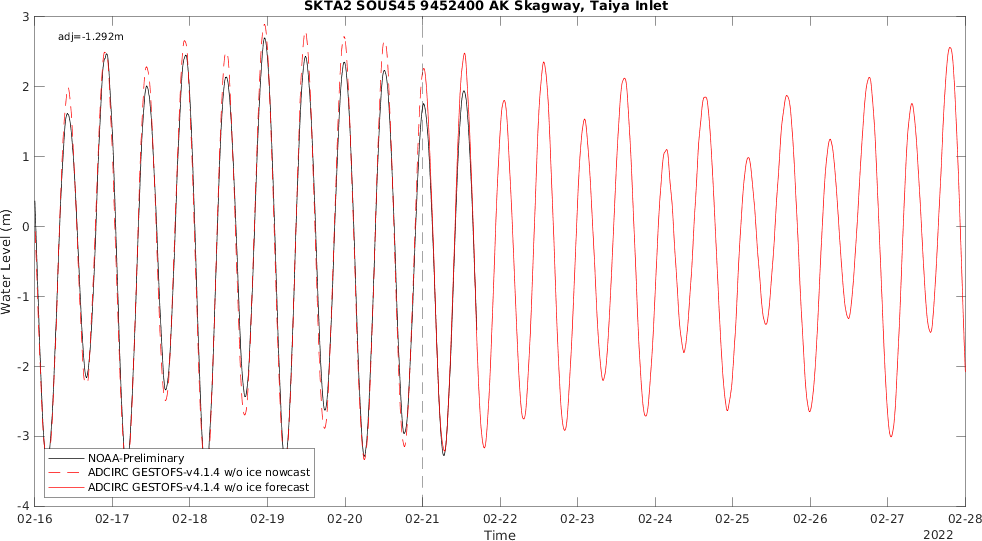 SKTA2 SOUS45 9452400 AK Skagway, Taiya Inlet
adj=-1.292m
3
2
1
0
-1
-2
-3
-4
Water Level (m)
NOAA-Preliminary
ADCIRC GESTOFS-v4.1.4 w/o ice nowcast
ADCIRC GESTOFS-v4.1.4 w/o ice forecast
02-16 02-17 02-18 02-19 02-20 02-21 02-22 02-23 02-24 02-25 02-26 02-27 02-28
Time
2022